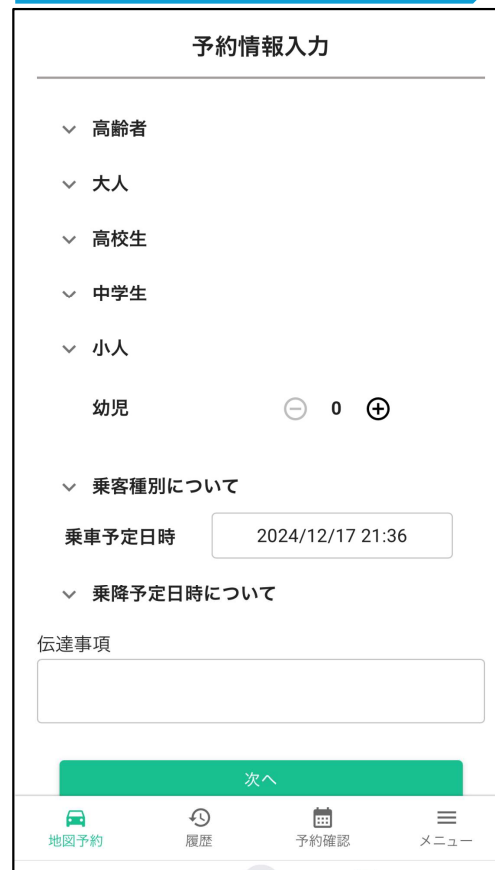 予約情報入力
高齢者
大人
高校生
中学生
小人
幼児 0
乗客種別について
乗車予定日時 2024/12/17 21:36
乗降予定日時について
伝達事項
次へ
地図予約 履歴 予約確認 メニュー